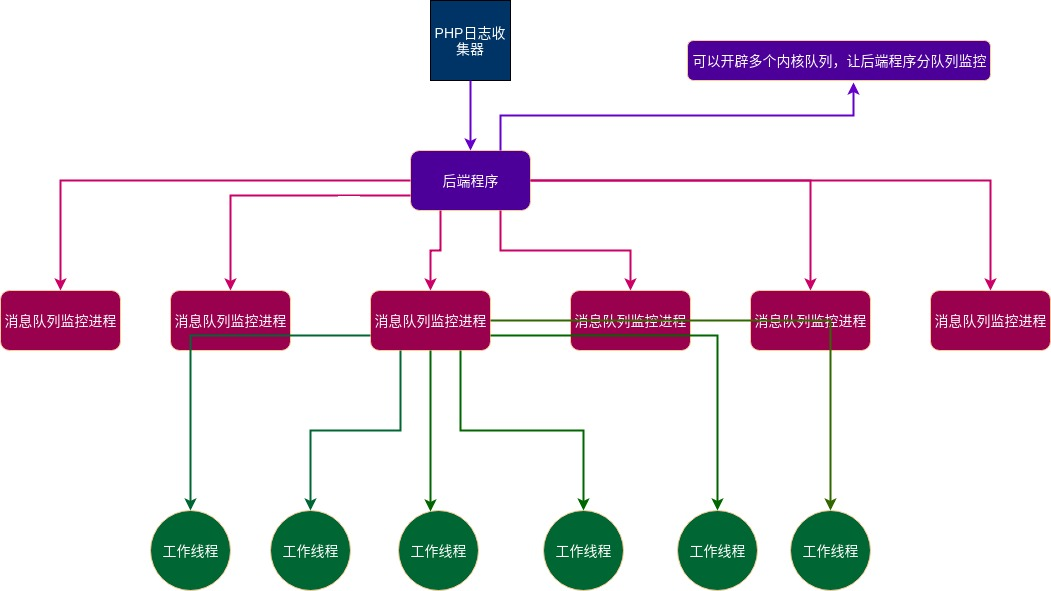 PHP日志收
集器
可以开辟多个内核队列，让后端程序分队列监控
后端程序
消息队列监控进程
消息队列监控进程
消息队列监控进程
消息队列监控进程
消息队列监控进程
消息队列监控进程
工作线程
工作线程
工作线程
工作线程
工作线程
工作线程